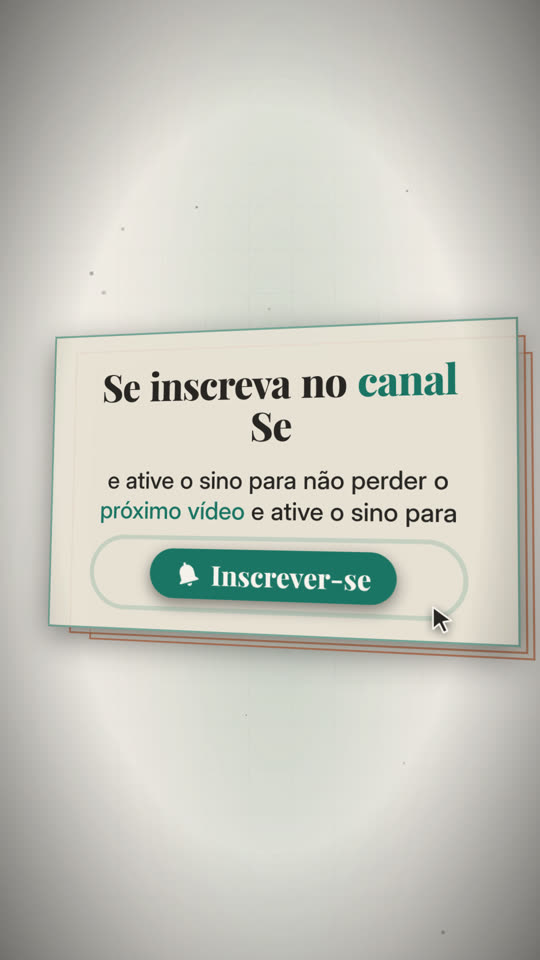 Se inscreva no canal
Se
e ative o sino para não perder o
próximo vídeo e ative o sino para
Inscrever-se